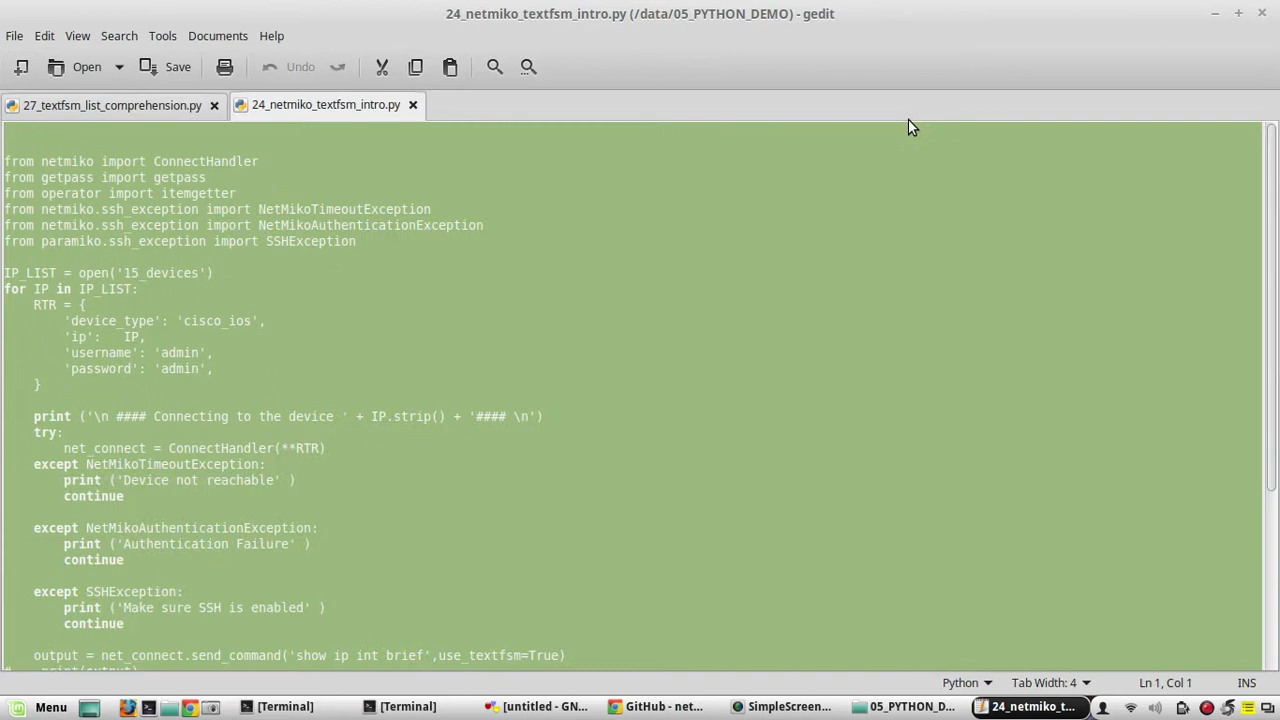 24_netmiko_textfsm_intro.py (/data/05_PYTHON_DEMO) - gedit
File Edit View Search Tools Documents Help
Open Save Undo
27_textfsm_list_comprehension.py 24_netmiko_textfsm_intro.py
from netmiko import ConnectHandler
from getpass import getpass
from operator import itemgetter
from netmiko.ssh_exception import NetMikoTimeoutException
from netmiko.ssh_exception import NetMikoAuthenticationException
from paramiko.ssh_exception import SSHException
IP_LIST = open('15_devices')
for IP in IP_LIST:
    RTR = {
        'device_type': 'cisco_ios',
        'ip':   IP,
        'username': 'admin',
        'password': 'admin',
    }
    print ('\n #### Connecting to the device ' + IP.strip() + '#### \n')
    try:
        net_connect = ConnectHandler(**RTR)
    except NetMikoTimeoutException:
        print ('Device not reachable' )
        continue
    except NetMikoAuthenticationException:
        print ('Authentication Failure' )
        continue
    except SSHException:
        print ('Make sure SSH is enabled' )
        continue
    output = net_connect.send_command('show ip int brief',use_textfsm=True)
#    print(output)
Python Tab Width: 4 Ln 1, Col 1 INS
Menu [Terminal] [Terminal] [untitled - GN... GitHub - net... SimpleScreen... 05_PYTHON_D... 24_netmiko_t...